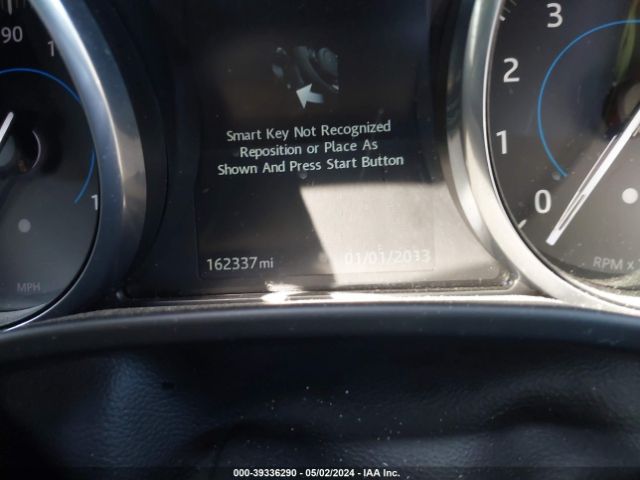 90
1
1
MPH
Smart Key Not Recognized
Reposition or Place As
Shown And Press Start Button
162337 mi
01/01/2033
3
2
1
0
RPM x
000-39336290 - 05/02/2024 - IAA Inc.